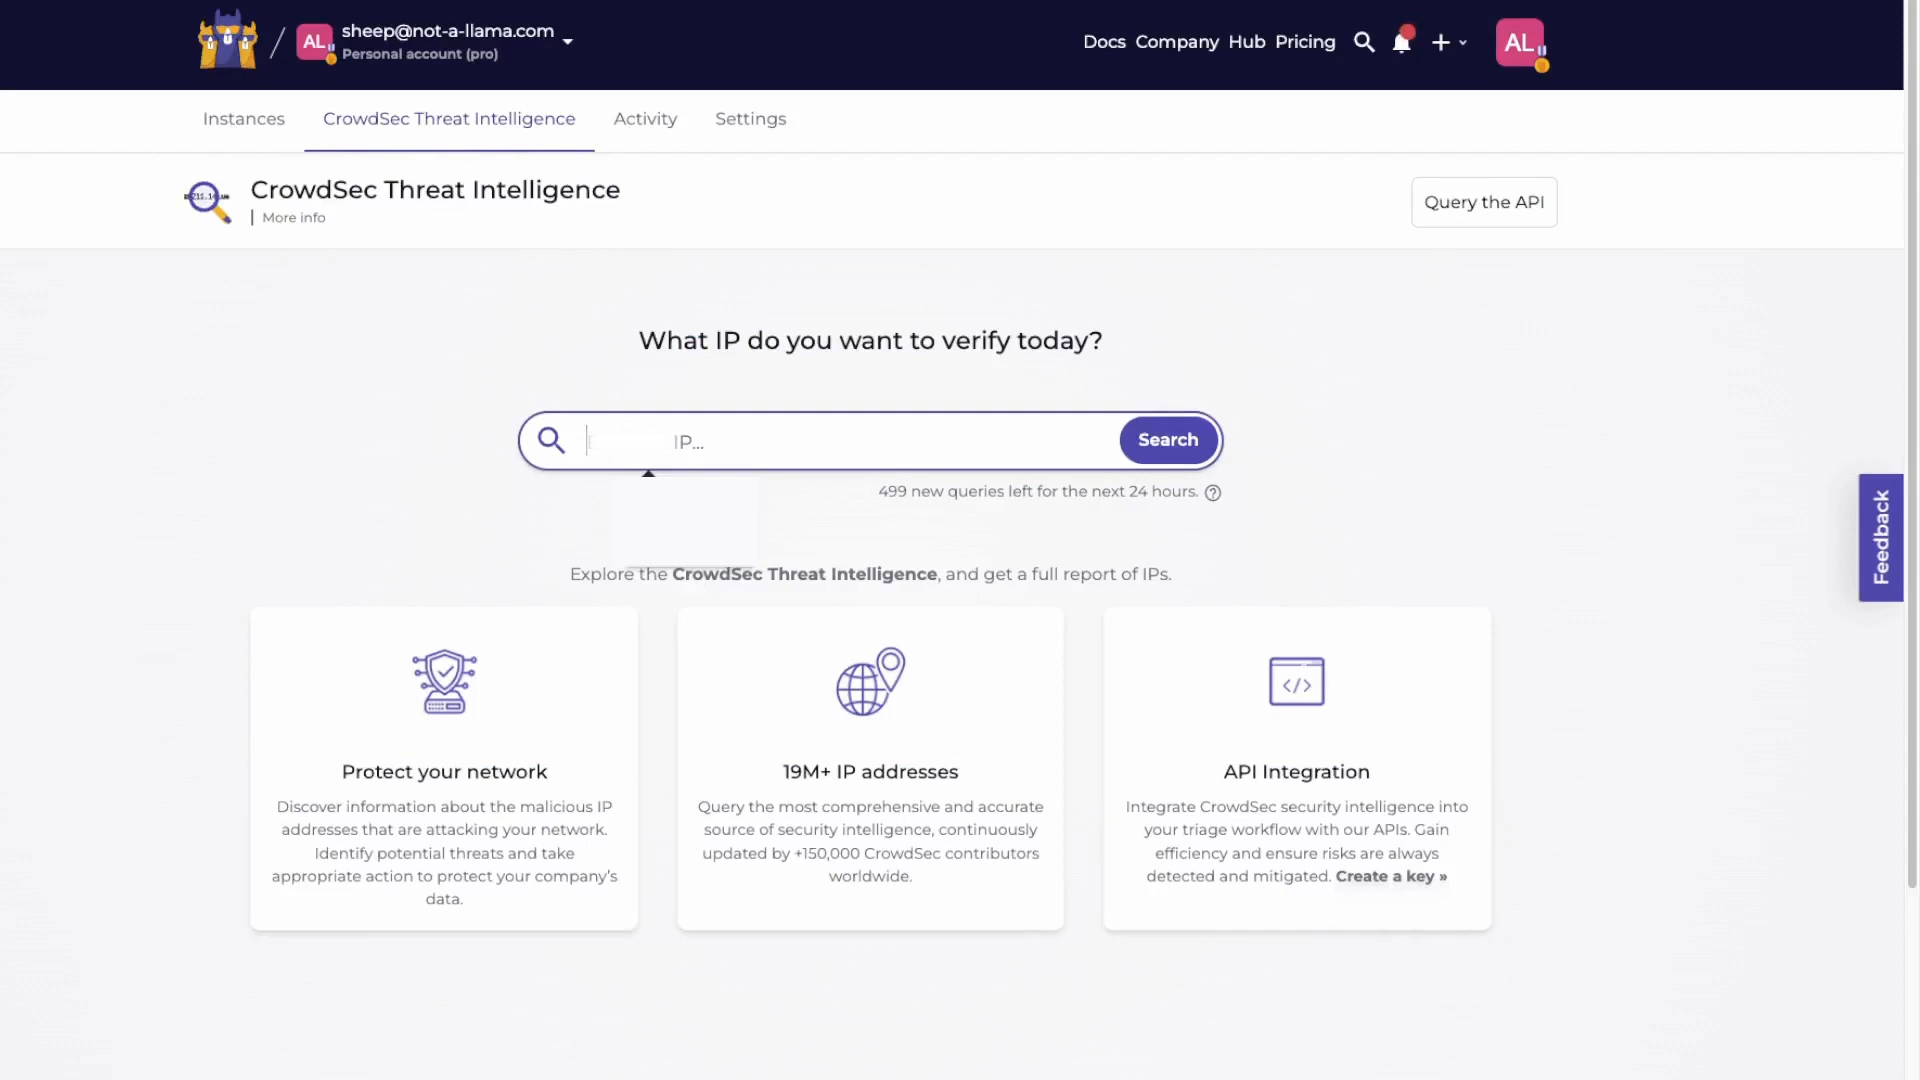 AL sheep@not-a-llama.com
Personal account (pro)
Docs Company Hub Pricing
AL
Instances CrowdSec Threat Intelligence Activity Settings
CrowdSec Threat Intelligence
More info
Query the API
What IP do you want to verify today?
IP...
Search
499 new queries left for the next 24 hours.
Feedback
Explore the CrowdSec Threat Intelligence, and get a full report of IPs.
Protect your network
Discover information about the malicious IP
addresses that are attacking your network.
Identify potential threats and take
appropriate action to protect your company's
data.
19M+ IP addresses
Query the most comprehensive and accurate
source of security intelligence, continuously
updated by +150,000 CrowdSec contributors
worldwide.
</> 
API Integration
Integrate CrowdSec security intelligence into
your triage workflow with our APIs. Gain
efficiency and ensure risks are always
detected and mitigated. Create a key »